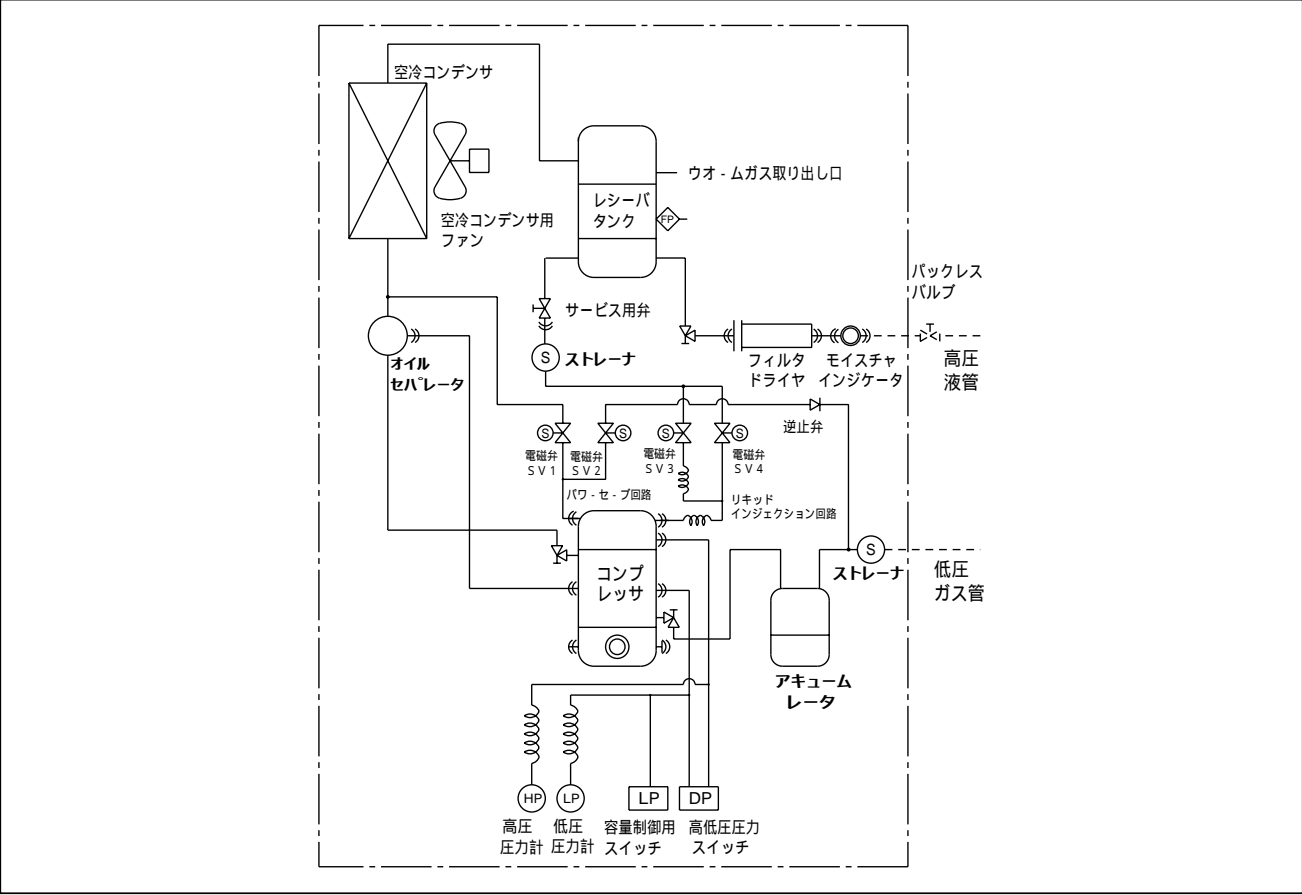 空冷コンデンサ
空冷コンデンサ用
ファン
ウオ - ムガス取り出し口
レシーバ
タンク
FP
サービス用弁
S
ストレーナ
パックレス
バルブ
フィルタ
ドライヤ
モイスチャ
インジケータ
高圧
液管
オイル
セパレータ
S
S
S
S
逆止弁
電磁弁
SV1
電磁弁
SV2
電磁弁
SV3
電磁弁
SV4
パワ - セ - ブ回路
リキッド
インジェクション回路
コンプ
レッサ
S
ストレーナ
低圧
ガス管
アキューム
レータ
HP
LP
LP
DP
高圧
圧力計
低圧
圧力計
容量制御用
スイッチ
高低圧圧力
スイッチ